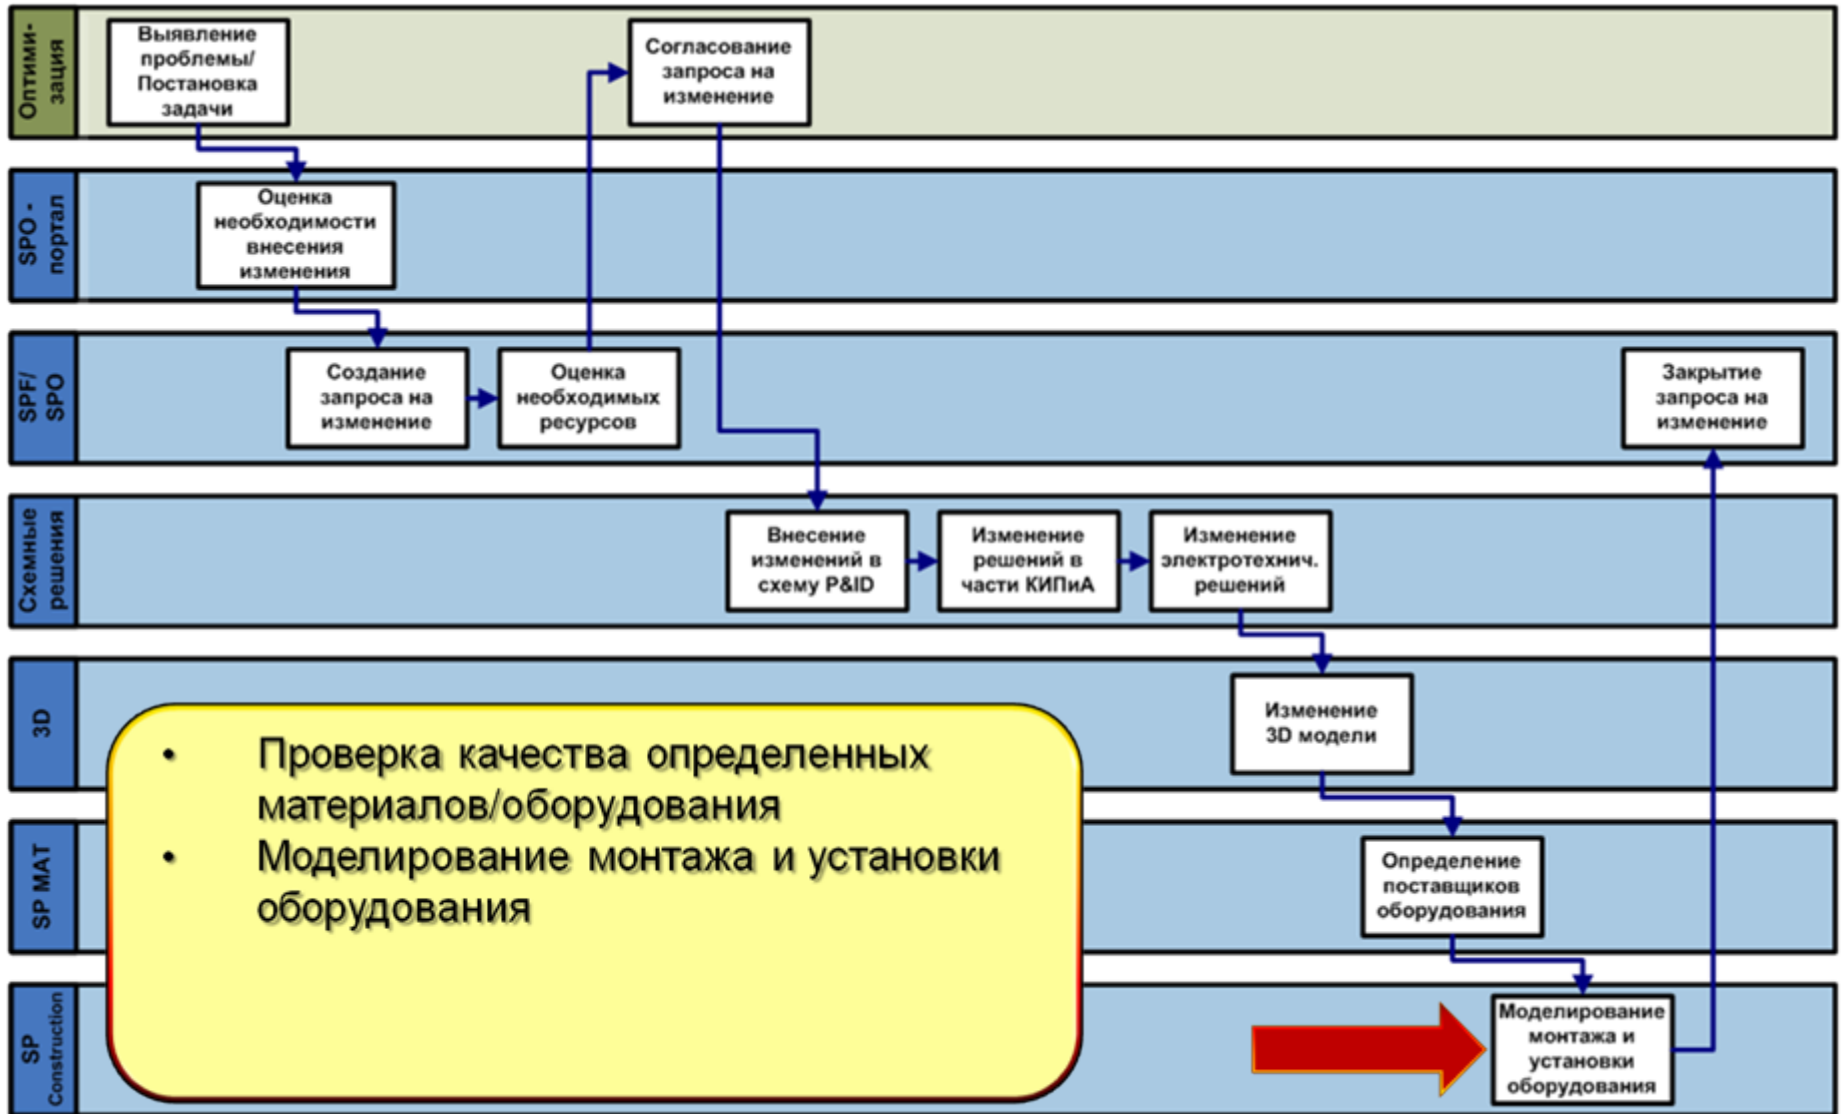 Оптими-
зация
Выявление
проблемы/
Постановка
задачи
Согласование
запроса на
изменение
SPO -
портал
Оценка
необходимости
внесения
изменения
SPF/
SPO
Создание
запроса на
изменение
Оценка
необходимых
ресурсов
Закрытие
запроса на
изменение
Схемные
решения
Внесение
изменений в
схему P&ID
Изменение
решений в
части КИПиА
Изменение
электротехнич.
решений
3D
Изменение
3D модели
• Проверка качества определенных
материалов/оборудования
• Моделирование монтажа и установки
оборудования
SP MAT
Определение
поставщиков
оборудования
SP
Construction
Моделирование
монтажа и
установки
оборудования